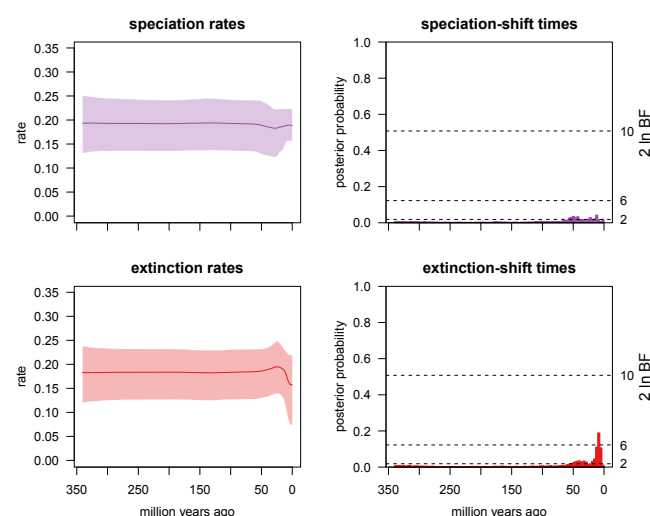 speciation rates
speciation-shift times
rate
0.35
0.30
0.25
0.20
0.15
0.10
0.05
0.00
posterior probability
1.0
0.8
0.6
0.4
0.2
0.0
10
6
2
2 ln BF
extinction rates
extinction-shift times
rate
0.35
0.30
0.25
0.20
0.15
0.10
0.05
0.00
350 250 150 50 0
million years ago
posterior probability
1.0
0.8
0.6
0.4
0.2
0.0
10
6
2
2 ln BF
350 250 150 50 0
million years ago